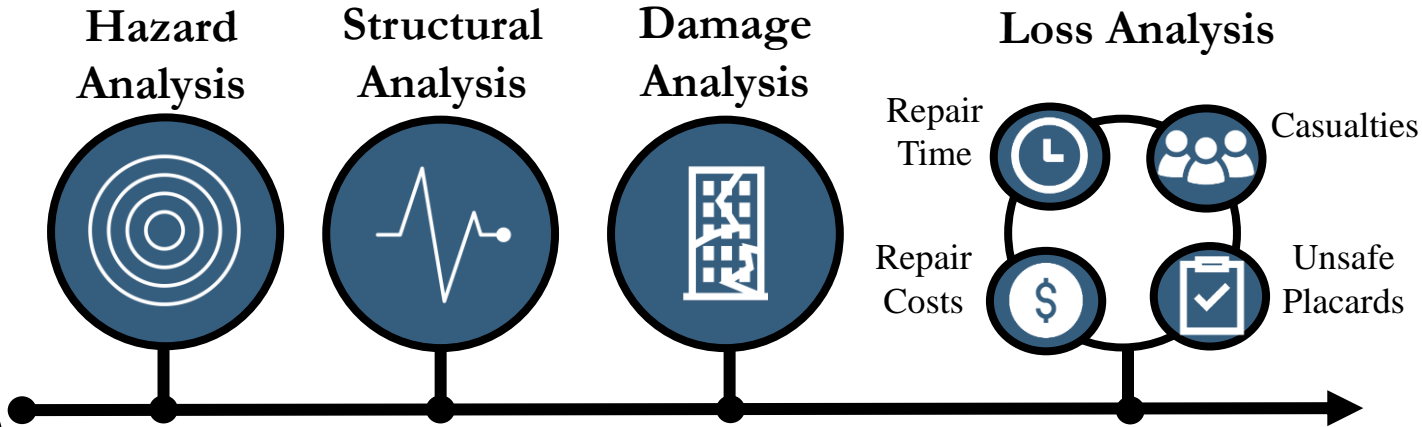 Hazard
Analysis
Structural
Analysis
Damage
Analysis
Loss Analysis
Repair
Time
Casualties
Repair
Costs
$
Unsafe
Placards